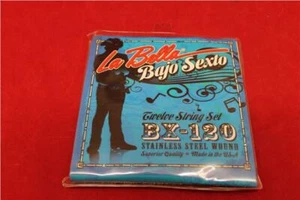 La Bella
Bajo Sexto
Twelve String Set
BX-120
STAINLESS STEEL WOUND
Superior Quality • Made in the USA